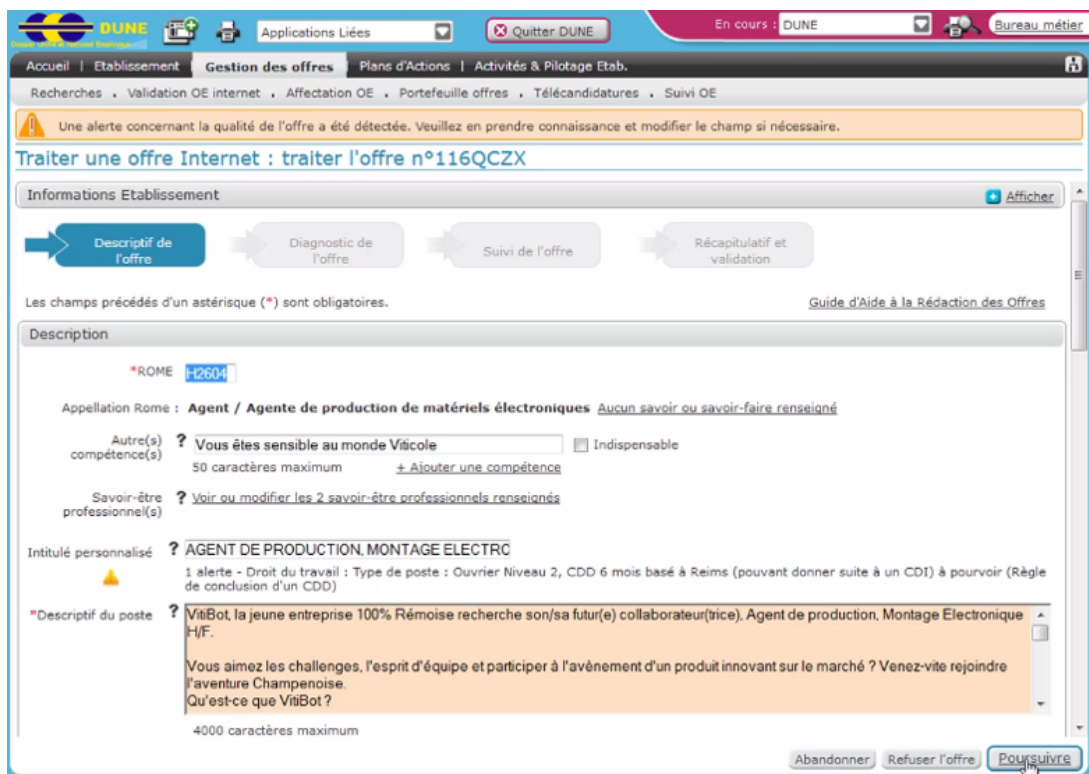 DUNE
Applications Liées
Quitter DUNE
En cours : DUNE
Bureau métier
Accueil | Etablissement | Gestion des offres | Plans d'Actions | Activités & Pilotage Etab.
Recherches . Validation OE internet . Affectation OE . Portefeuille offres . Télécandidatures . Suivi OE
Une alerte concernant la qualité de l'offre a été détectée. Veuillez en prendre connaissance et modifier le champ si nécessaire.
Traiter une offre Internet : traiter l'offre n°116QCZX
Informations Etablissement
Afficher
Descriptif de
l'offre
Diagnostic de
l'offre
Suivi de l'offre
Récapitulatif et
validation
Les champs précédés d'un astérisque (*) sont obligatoires.
Guide d'Aide à la Rédaction des Offres
Description
*ROME H2604
Appellation Rome : Agent / Agente de production de matériels électroniques Aucun savoir ou savoir-faire renseigné
Autre(s)
compétence(s)
? Vous êtes sensible au monde Viticole
Indispensable
50 caractères maximum
+ Ajouter une compétence
Savoir-être
professionnel(s)
? Voir ou modifier les 2 savoir-être professionnels renseignés
Intitulé personnalisé ? AGENT DE PRODUCTION, MONTAGE ELECTRC
1 alerte - Droit du travail : Type de poste : Ouvrier Niveau 2, CDD 6 mois basé à Reims (pouvant donner suite à un CDI) à pourvoir (Règle
de conclusion d'un CDD)
*Descriptif du poste ? VitiBot, la jeune entreprise 100% Rémoise recherche son/sa futur(e) collaborateur(trice), Agent de production, Montage Electronique
H/F.
Vous aimez les challenges, l'esprit d'équipe et participer à l'avènement d'un produit innovant sur le marché ? Venez-vite rejoindre
l'aventure Champenoise.
Qu'est-ce que VitiBot ?
4000 caractères maximum
Abandonner
Refuser l'offre
Poursuivre